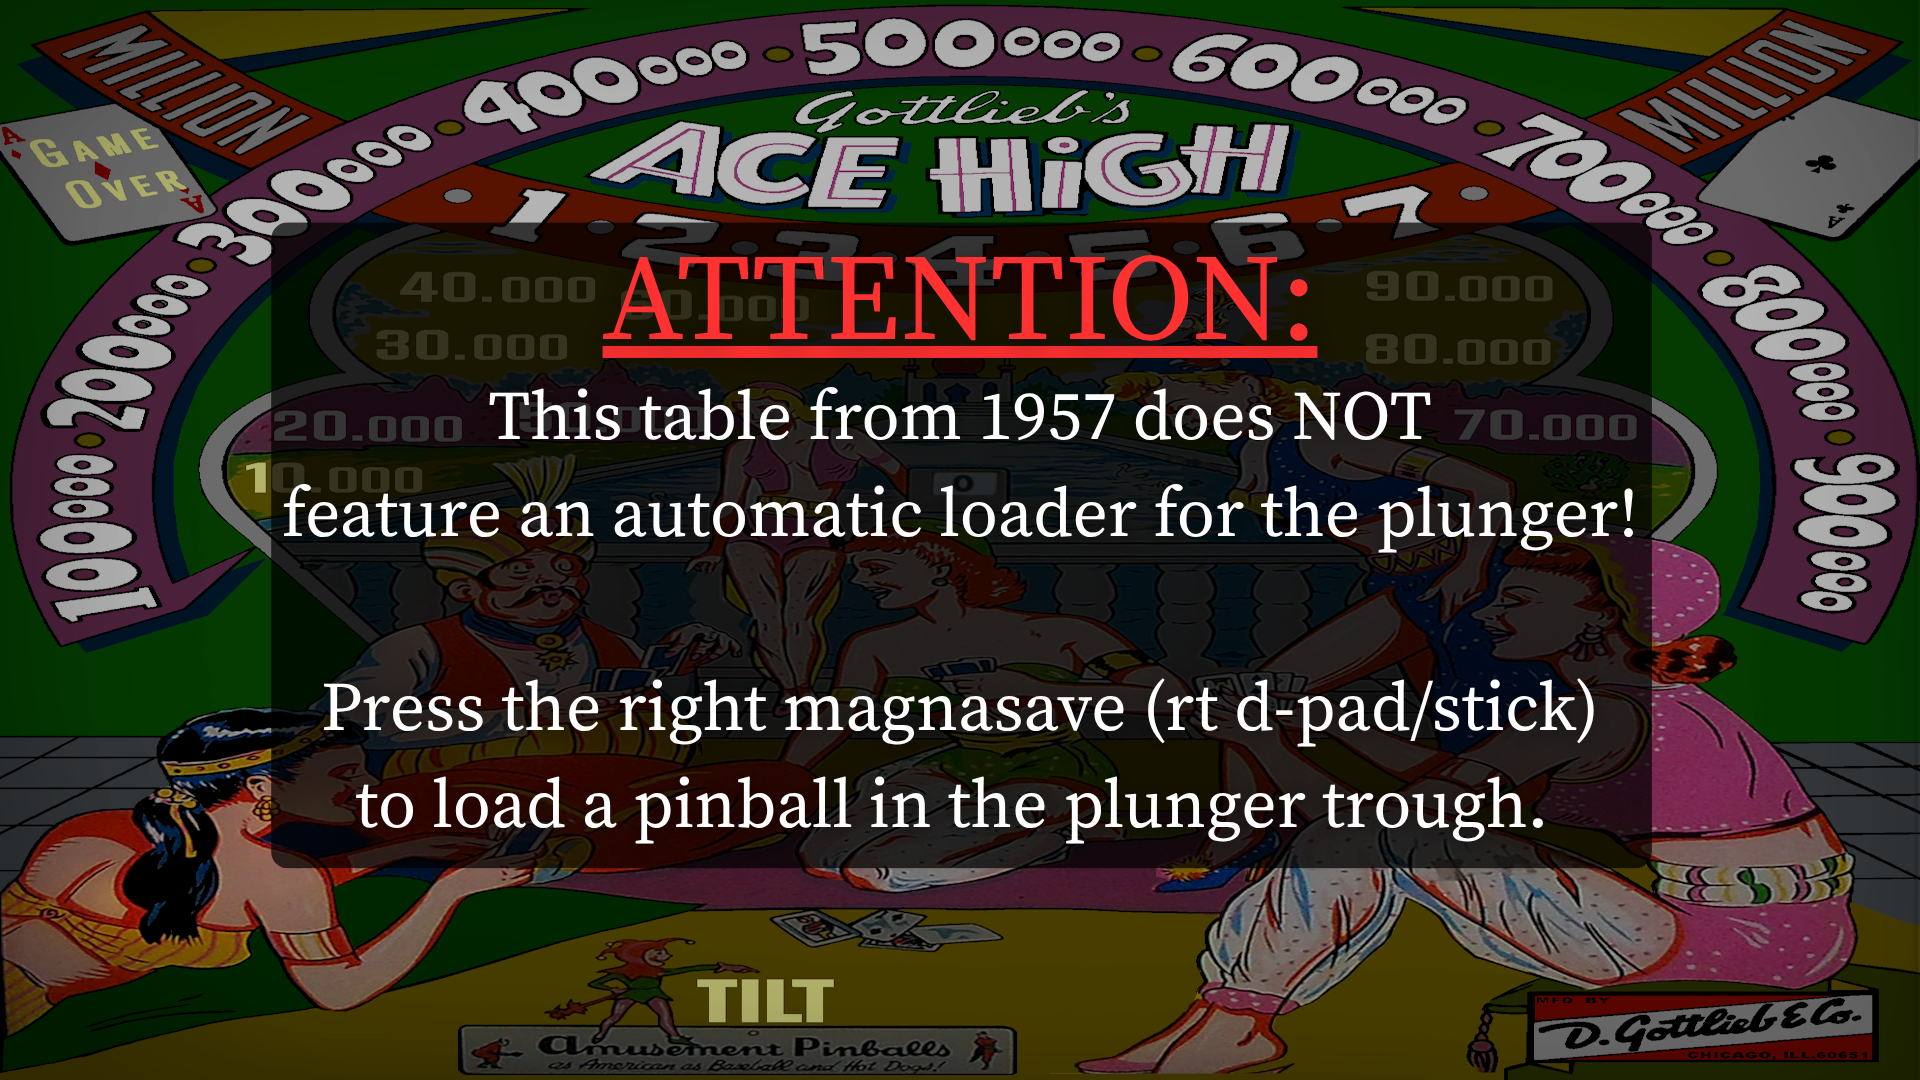 MILLION
100000
200000
300000
400000
500000
600000
700000
800000
900000
MILLION
GAME
OVER
A
A
A
Gottlieb's
ACE HIGH
1 2 3 4 5 6 7
40.000
30.000
20.000
10.000
90.000
80.000
70.000
ATTENTION:
This table from 1957 does NOT
feature an automatic loader for the plunger!
Press the right magnasave (rt d-pad/stick)
to load a pinball in the plunger trough.
0
TILT
Amusement Pinballs
as American as Baseball and Hot Dogs!
MFD BY
D. Gottlieb & Co.
CHICAGO, ILL. 60651